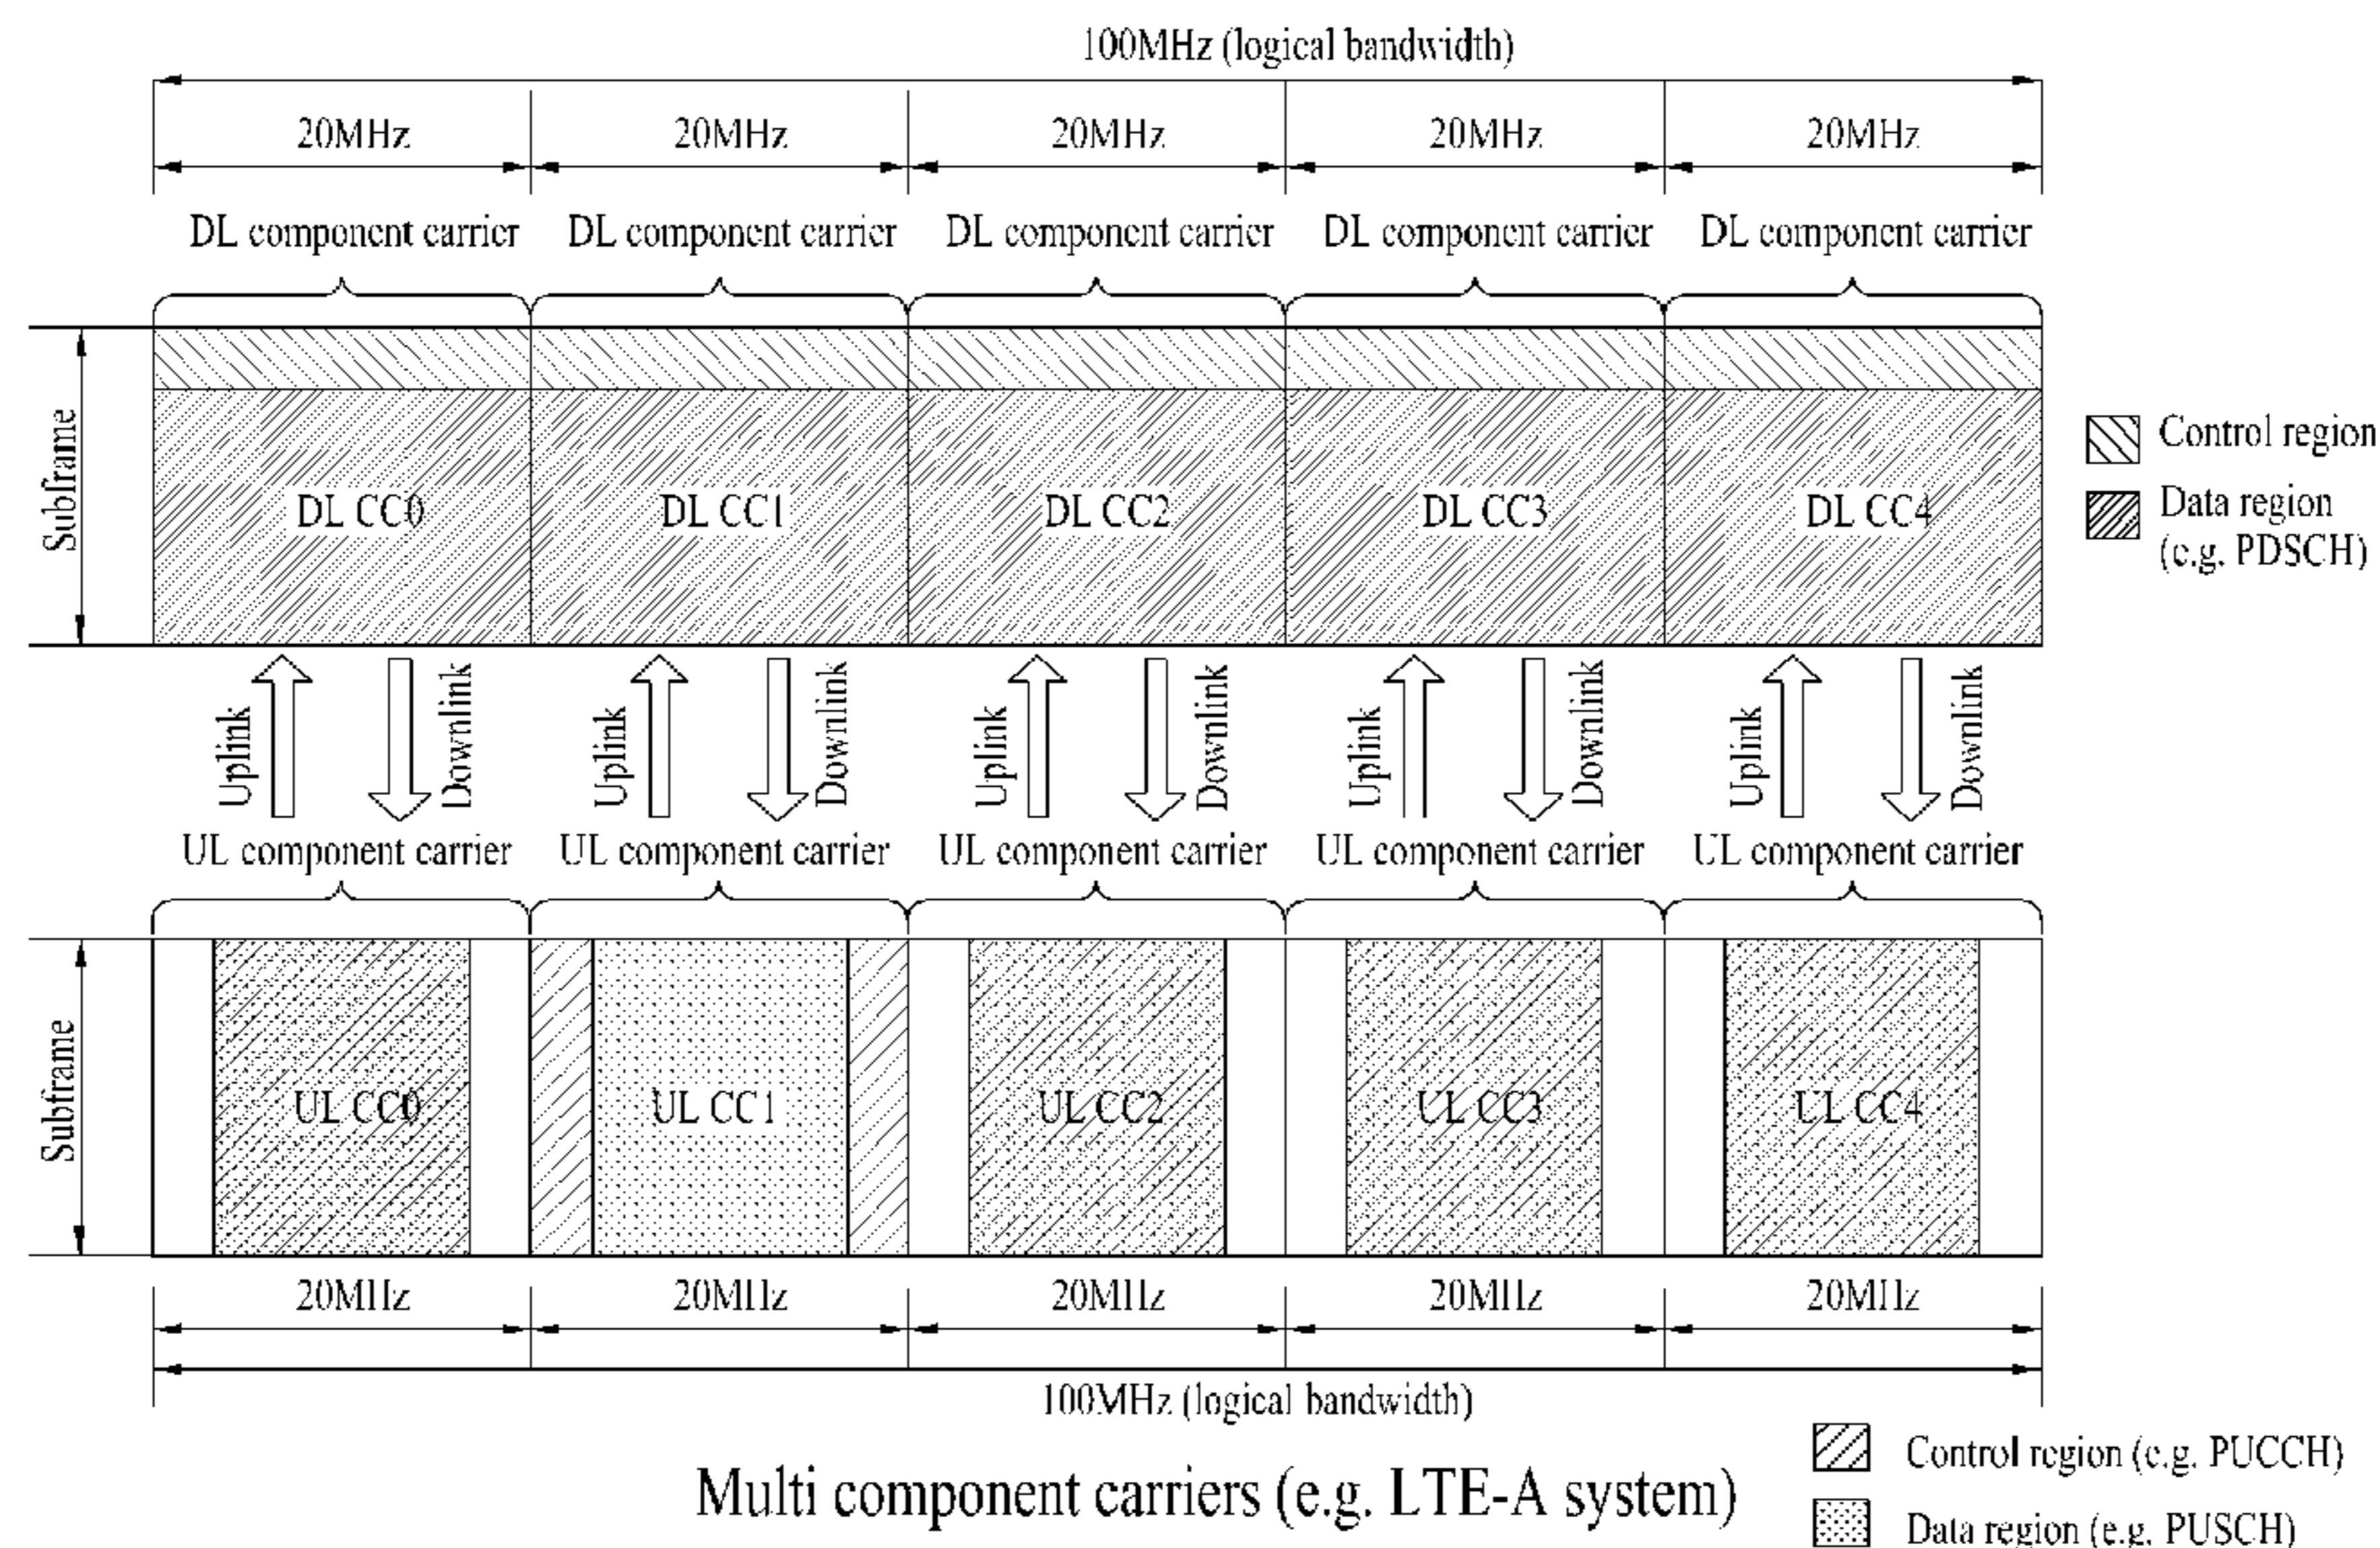 100MHz (logical bandwidth)
20MHz 20MHz 20MHz 20MHz 20MHz
DL component carrier DL component carrier DL component carrier DL component carrier DL component carrier
Subframe
DL CC0 DL CC1 DL CC2 DL CC3 DL CC4
Control region
Data region
(e.g. PDSCH)
Uplink Downlink Uplink Downlink Uplink Downlink Uplink Downlink Uplink Downlink
UL component carrier UL component carrier UL component carrier UL component carrier UL component carrier
Subframe
UL CC0 UL CC1 UL CC2 UL CC3 UL CC4
20MHz 20MHz 20MHz 20MHz 20MHz
100MHz (logical bandwidth)
Control region (e.g. PUCCH)
Multi component carriers (e.g. LTE-A system)
Data region (e.g. PUSCH)